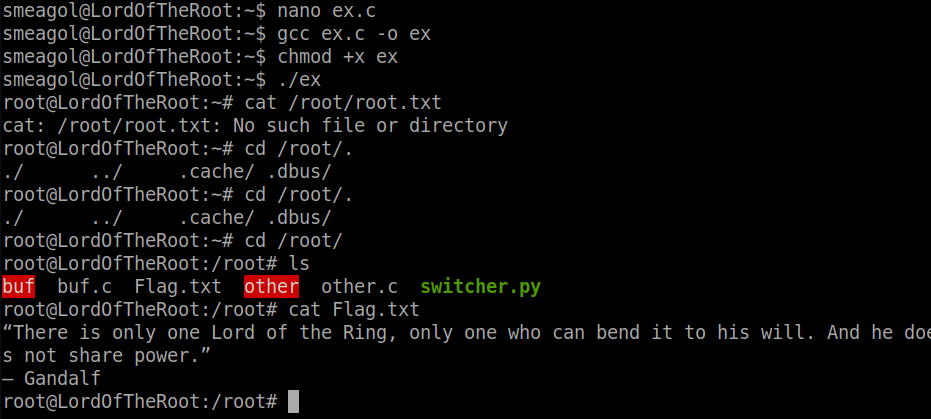 smeagol@LordOfTheRoot:~$ nano ex.c
smeagol@LordOfTheRoot:~$ gcc ex.c -o ex
smeagol@LordOfTheRoot:~$ chmod +x ex
smeagol@LordOfTheRoot:~$ ./ex
root@LordOfTheRoot:~# cat /root/root.txt
cat: /root/root.txt: No such file or directory
root@LordOfTheRoot:~# cd /root/.
./      ../     .cache/ .dbus/
root@LordOfTheRoot:~# cd /root/.
./      ../     .cache/ .dbus/
root@LordOfTheRoot:~# cd /root/
root@LordOfTheRoot:/root# ls
buf  buf.c  Flag.txt  other  other.c  switcher.py
root@LordOfTheRoot:/root# cat Flag.txt
“There is only one Lord of the Ring, only one who can bend it to his will. And he doe
s not share power.”
– Gandalf
root@LordOfTheRoot:/root#